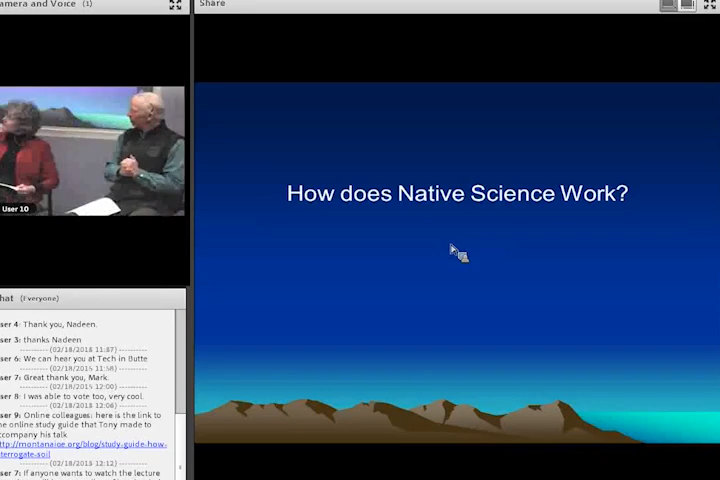 amera and Voice (1)
Share
User 10
How does Native Science Work?
hat (Everyone)
ser 4: Thank you, Nadeen.
ser 3: thanks Nadeen
---------- (02/18/2015 11:57) ----------
ser 6: We can hear you at Tech in Butte
---------- (02/18/2015 11:58) ----------
ser 7: Great thank you, Mark.
---------- (02/18/2015 12:00) ----------
ser 8: I was able to vote too, very cool.
---------- (02/18/2015 12:06) ----------
ser 9: Online colleagues: here is the link to
he online study guide that Tony made to
ccompany his talk
ttp://montanaioe.org/blog/study-guide-how-
terrogate-soil
---------- (02/18/2015 12:12) ----------
ser 7: If anyone wants to watch the lecture